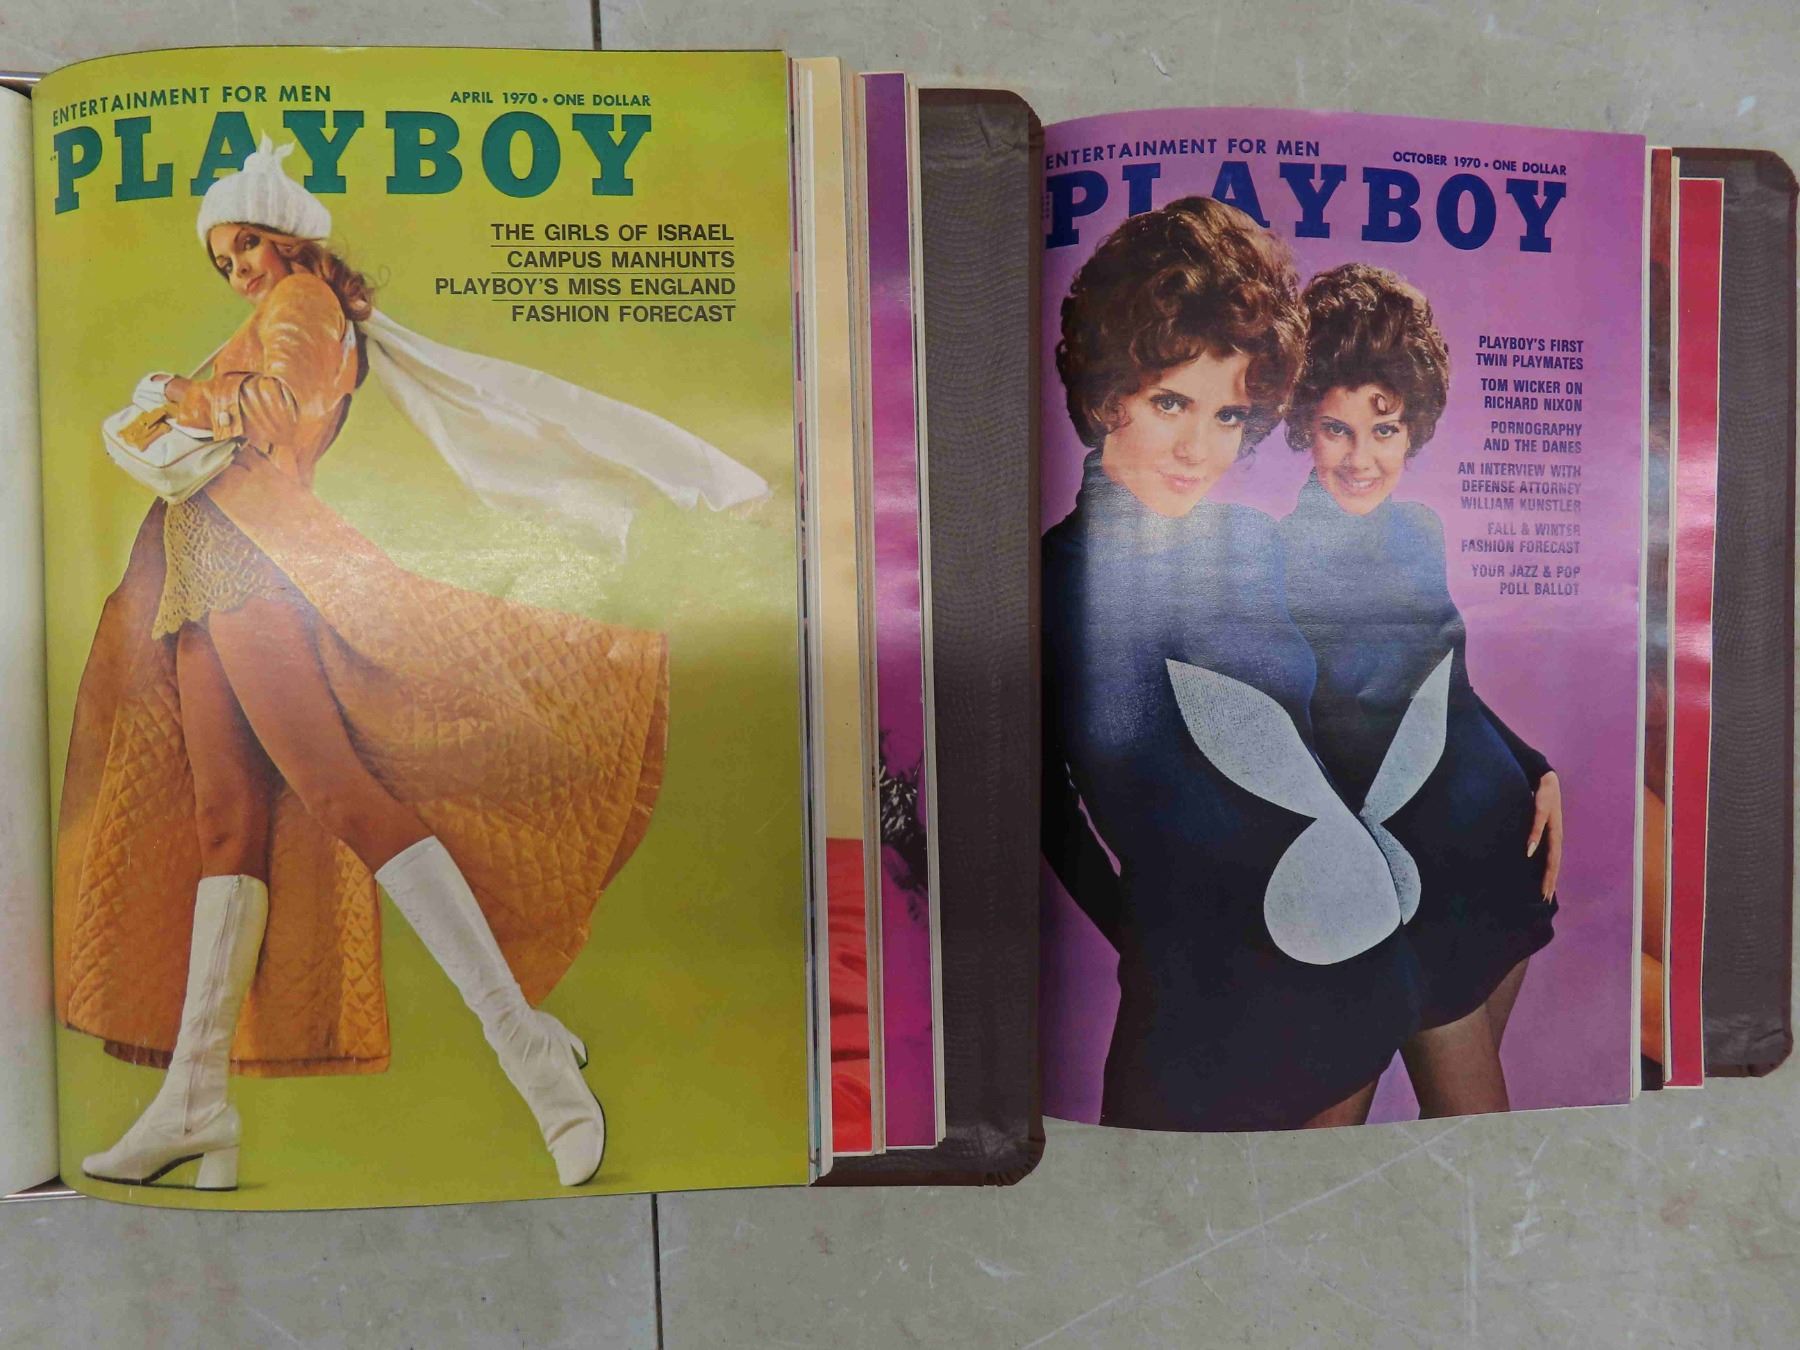 ENTERTAINMENT FOR MEN
APRIL 1970 • ONE DOLLAR
PLAYBOY
THE GIRLS OF ISRAEL
CAMPUS MANHUNTS
PLAYBOY'S MISS ENGLAND
FASHION FORECAST
ENTERTAINMENT FOR MEN
OCTOBER 1970 • ONE DOLLAR
PLAYBOY
PLAYBOY'S FIRST
TWIN PLAYMATES
TOM WICKER ON
RICHARD NIXON
PORNOGRAPHY
AND THE DANES
AN INTERVIEW WITH
DEFENSE ATTORNEY
WILLIAM KUNSTLER
FALL & WINTER
FASHION FORECAST
YOUR JAZZ & POP
POLL BALLOT